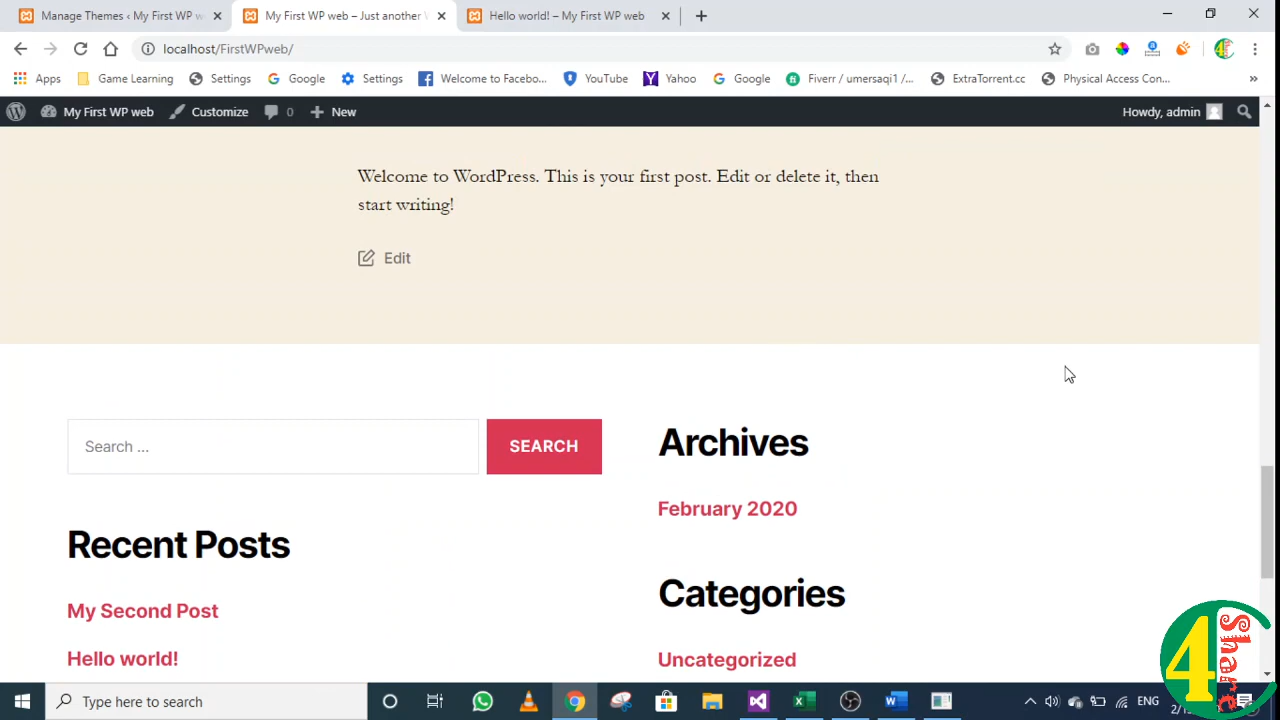 Manage Themes ‹ My First WP w
My First WP web – Just another W
Hello world! – My First WP web
localhost/FirstWPweb/
Apps
Game Learning
Settings
Google
Settings
Welcome to Facebo...
YouTube
Yahoo
Google
Fiverr / umersaqi1 /...
ExtraTorrent.cc
Physical Access Con...
»
My First WP web
Customize
0
New
Howdy, admin
Welcome to WordPress. This is your first post. Edit or delete it, then
start writing!
Edit
Search ...
SEARCH
Archives
February 2020
Recent Posts
Categories
My Second Post
Uncategorized
Hello world!
4
Share
Type here to search
ENG